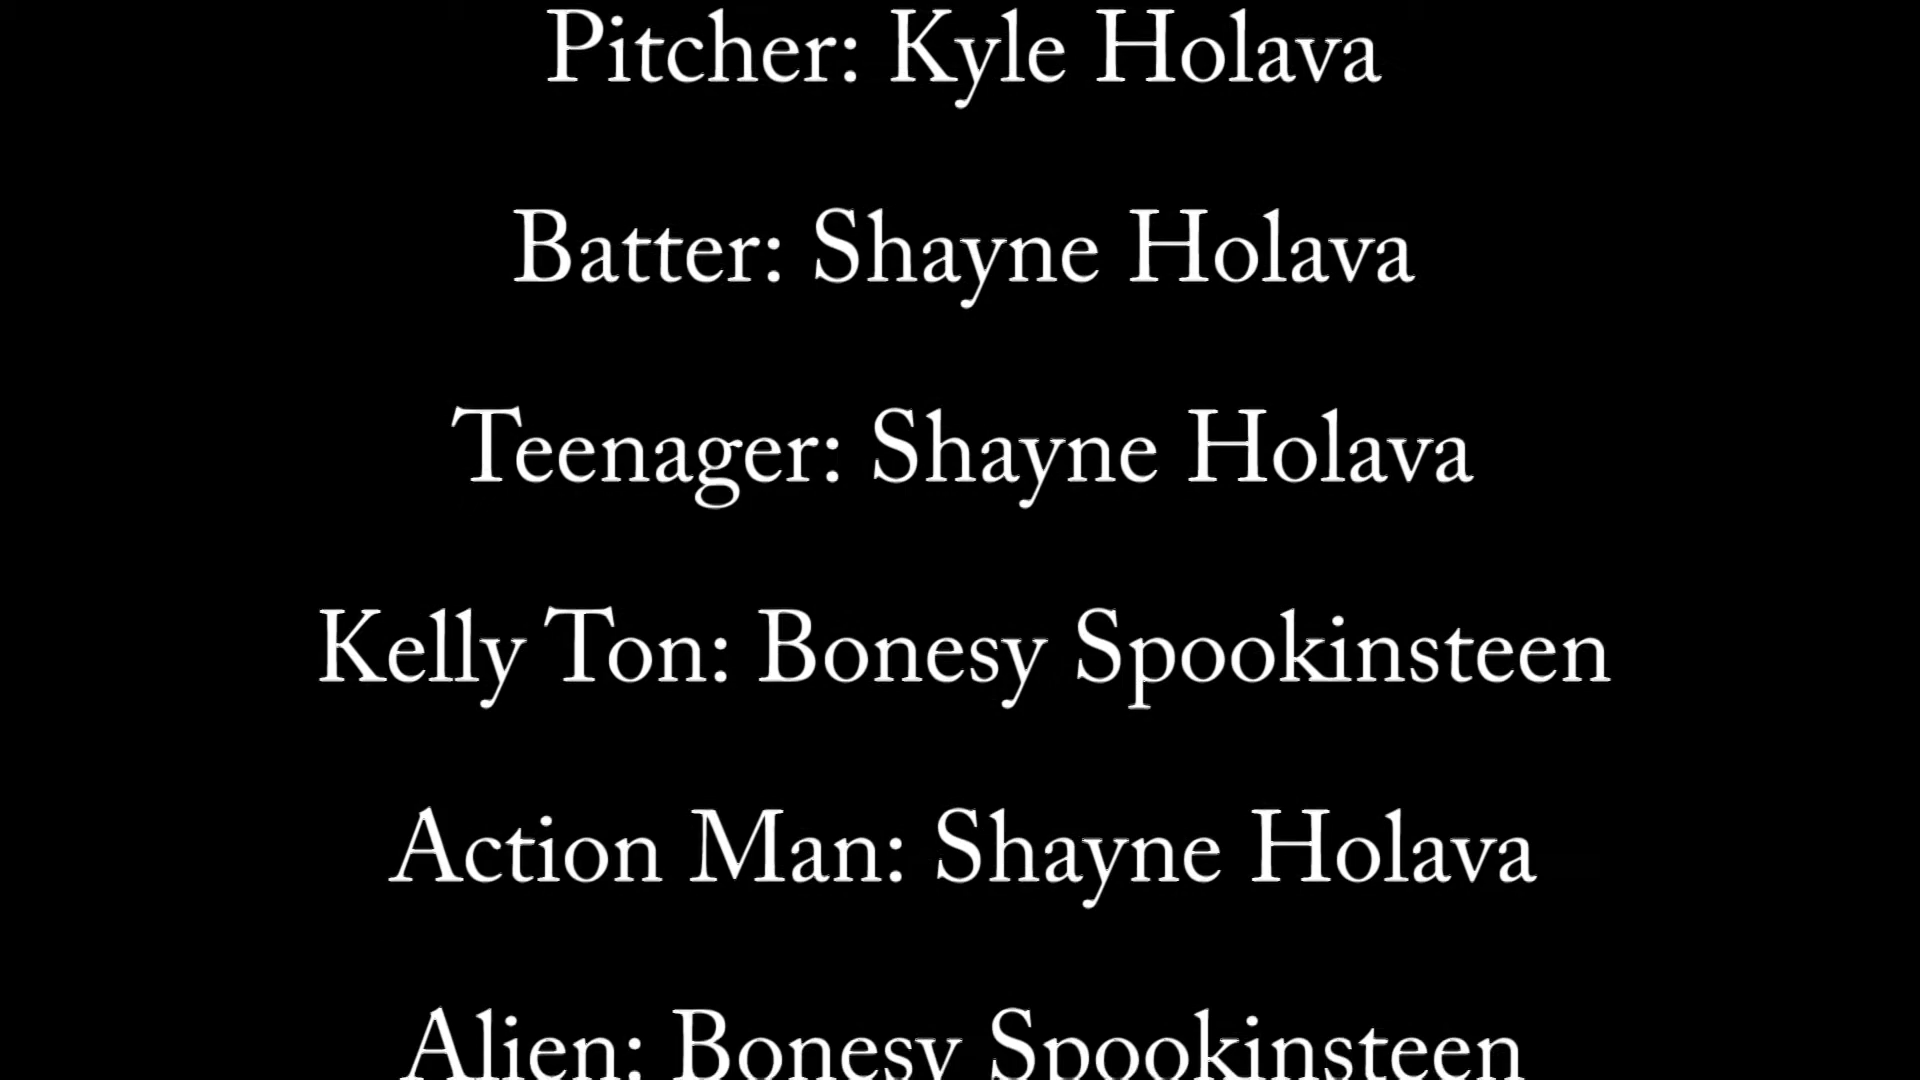 Pitcher: Kyle Holava
Batter: Shayne Holava
Teenager: Shayne Holava
Kelly Ton: Bonesy Spookinsteen
Action Man: Shayne Holava
Alien: Bonesy Spookinsteen